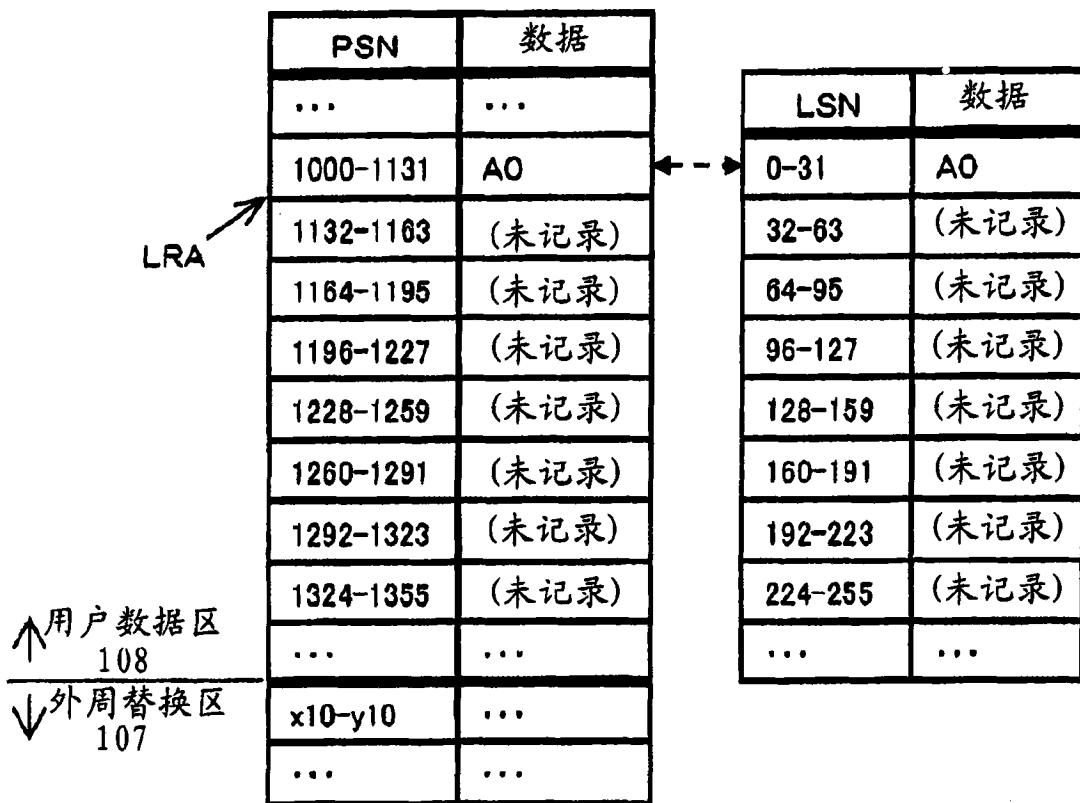 PSN 数据
... ...
1000-1131 A0
1132-1163 (未记录)
1164-1195 (未记录)
1196-1227 (未记录)
1228-1259 (未记录)
1260-1291 (未记录)
1292-1323 (未记录)
1324-1355 (未记录)
... ...
x10-y10 ...
... ...
LRA
用户数据区
108
外周替换区
107
LSN 数据
0-31 A0
32-63 (未记录)
64-95 (未记录)
96-127 (未记录)
128-159 (未记录)
160-191 (未记录)
192-223 (未记录)
224-255 (未记录)
... ...